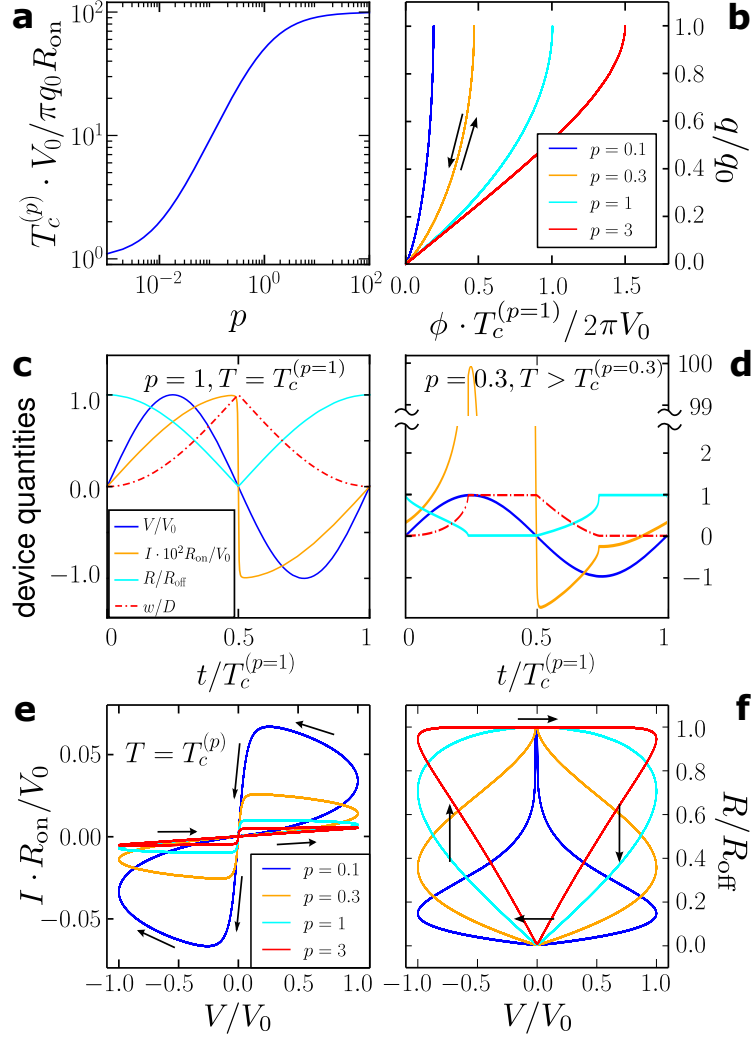 a
T_c^(p) · V_0/πq_0 R_on
10^2
10^1
10^0
10^−2
10^0
10^2
p
b
q/q_0
1.0
0.8
0.6
0.4
0.2
0.0
p = 0.1
p = 0.3
p = 1
p = 3
0.0
0.5
1.0
1.5
ϕ · T_c^(p=1)/2πV_0
c
device quantities
p = 1, T = T_c^(p=1)
1.0
0.0
−1.0
V/V_0
I · 10^2 R_on/V_0
R/R_off
w/D
0
0.5
1
t/T_c^(p=1)
d
p = 0.3, T > T_c^(p=0.3)
100
99
2
1
0
−1
0
0.5
1
t/T_c^(p=1)
e
I · R_on/V_0
T = T_c^(p)
0.05
0.00
−0.05
p = 0.1
p = 0.3
p = 1
p = 3
−1.0
−0.5
0.0
0.5
1.0
V/V_0
f
R/R_off
1.0
0.8
0.6
0.4
0.2
0.0
−1.0
−0.5
0.0
0.5
1.0
V/V_0